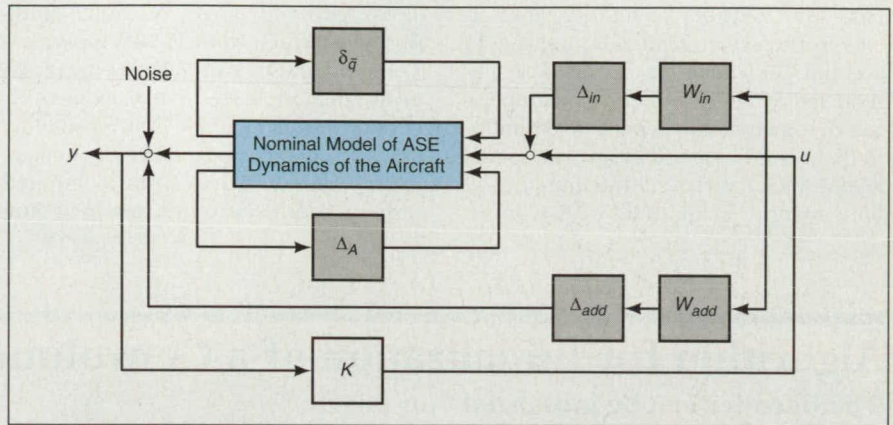 δq̄
Noise
Δin
Win
Nominal Model of ASE
Dynamics of the Aircraft
y
u
ΔA
Δadd
Wadd
K